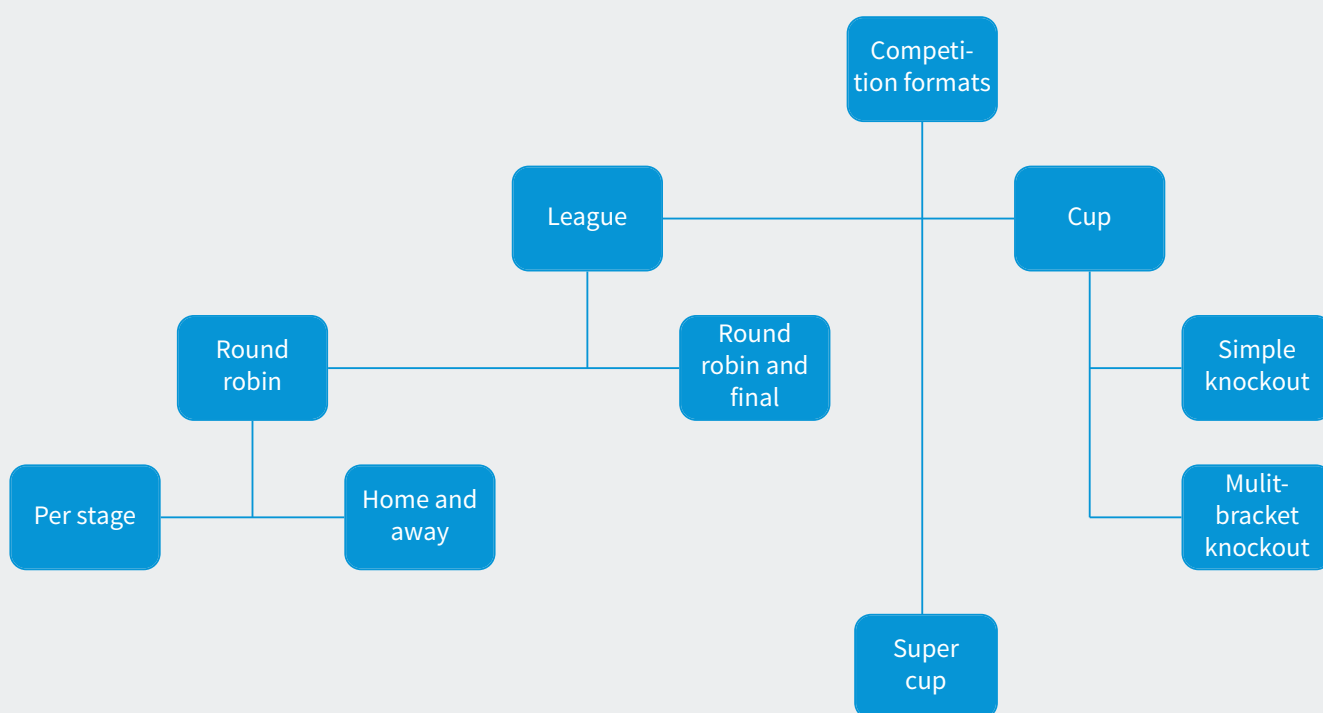 Competi-
tion formats
League
Cup
Round
robin
Round
robin and
final
Simple
knockout
Per stage
Home and
away
Mulit-
bracket
knockout
Super
cup